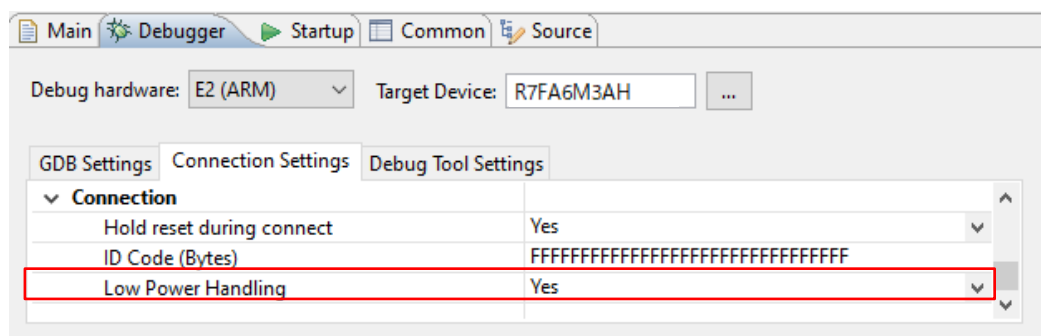 Main Debugger Startup Common Source
Debug hardware: E2 (ARM) Target Device: R7FA6M3AH ...
GDB Settings Connection Settings Debug Tool Settings
Connection
Hold reset during connect Yes
ID Code (Bytes) FFFFFFFFFFFFFFFFFFFFFFFFFFFFFFFF
Low Power Handling Yes